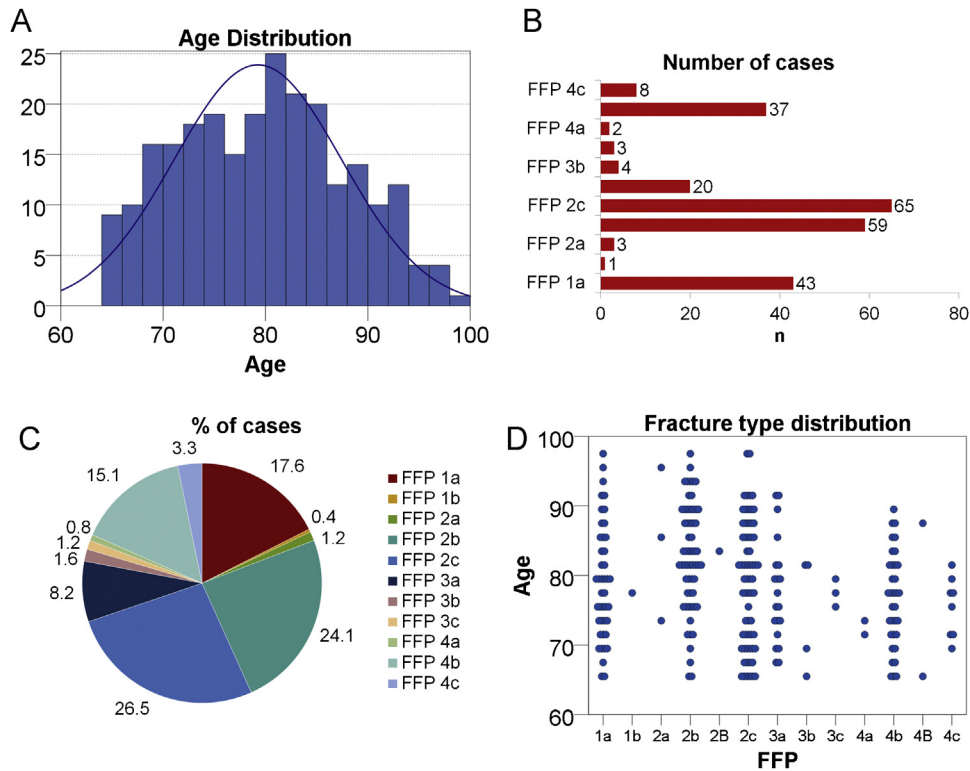 A
Age Distribution
25
20
15
10
5
0
60 70 80 90 100
Age
B
Number of cases
FFP 4c 8
37
FFP 4a 2
3
FFP 3b 4
20
FFP 2c 65
59
FFP 2a 3
1
FFP 1a 43
0 20 40 60 80
n
C
% of cases
3.3
17.6
15.1
0.4
0.8
1.2
1.2
1.6
8.2
24.1
26.5
FFP 1a
FFP 1b
FFP 2a
FFP 2b
FFP 2c
FFP 3a
FFP 3b
FFP 3c
FFP 4a
FFP 4b
FFP 4c
D
Fracture type distribution
100
90
80
70
60
Age
1a 1b 2a 2b 2B 2c 3a 3b 3c 4a 4b 4B 4c
FFP